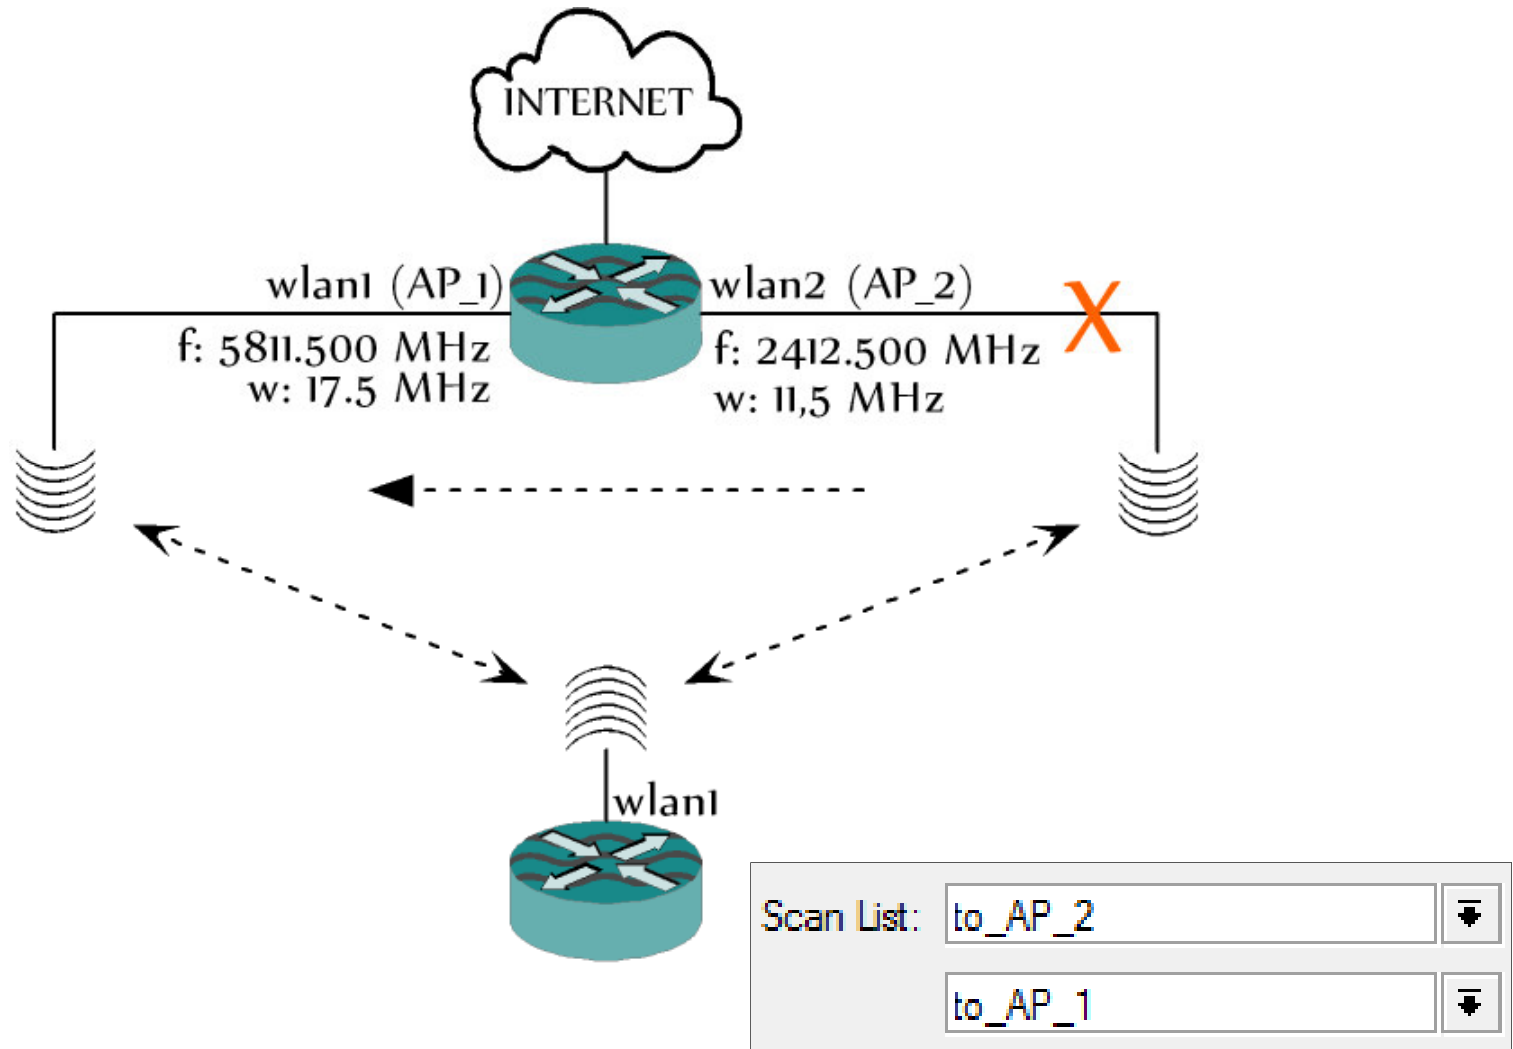 INTERNET
wlan1 (AP_1)
f: 5811.500 MHz
w: 17.5 MHz
wlan2 (AP_2)
f: 2412.500 MHz
w: 11,5 MHz
X
wlan1
Scan List: to_AP_2
to_AP_1